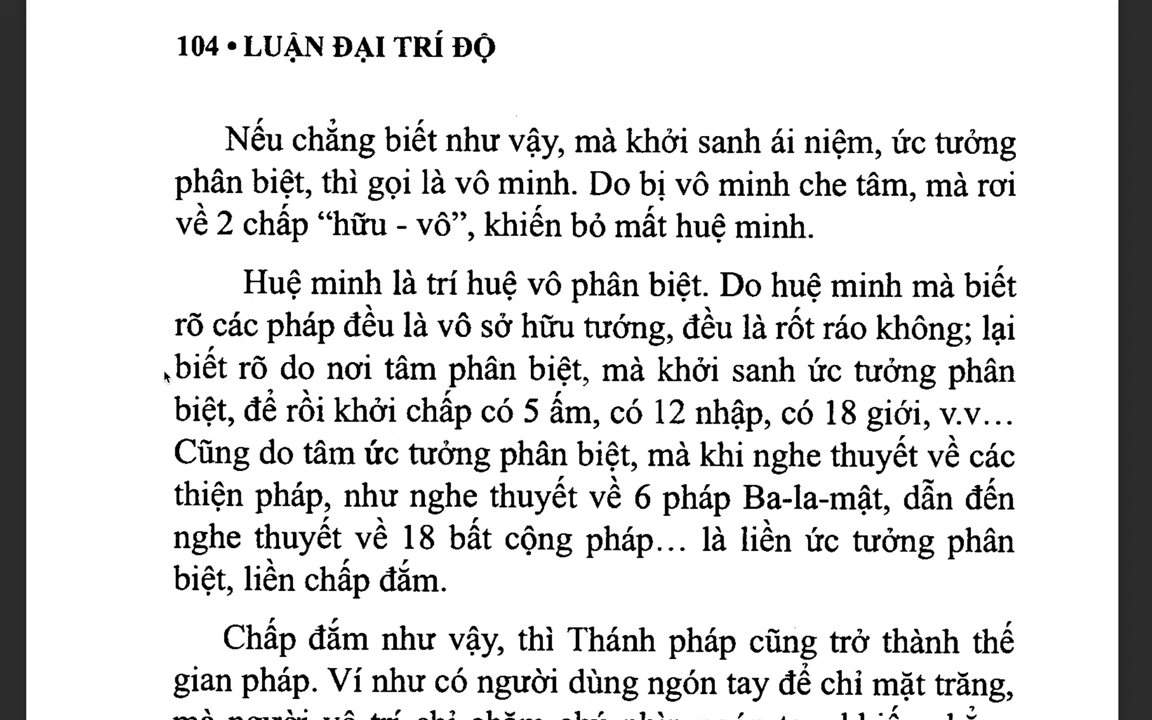 104 • LUẬN ĐẠI TRÍ ĐỘ
Nếu chẳng biết như vậy, mà khởi sanh ái niệm, ức tưởng
phân biệt, thì gọi là vô minh. Do bị vô minh che tâm, mà rơi
về 2 chấp “hữu - vô”, khiến bỏ mất huệ minh.
Huệ minh là trí huệ vô phân biệt. Do huệ minh mà biết
rõ các pháp đều là vô sở hữu tướng, đều là rốt ráo không; lại
biết rõ do nơi tâm phân biệt, mà khởi sanh ức tưởng phân
biệt, để rồi khởi chấp có 5 ấm, có 12 nhập, có 18 giới, v.v...
Cũng do tâm ức tưởng phân biệt, mà khi nghe thuyết về các
thiện pháp, như nghe thuyết về 6 pháp Ba-la-mật, dẫn đến
nghe thuyết về 18 bất cộng pháp... là liền ức tưởng phân
biệt, liền chấp đắm.
Chấp đắm như vậy, thì Thánh pháp cũng trở thành thế
gian pháp. Ví như có người dùng ngón tay để chỉ mặt trăng,